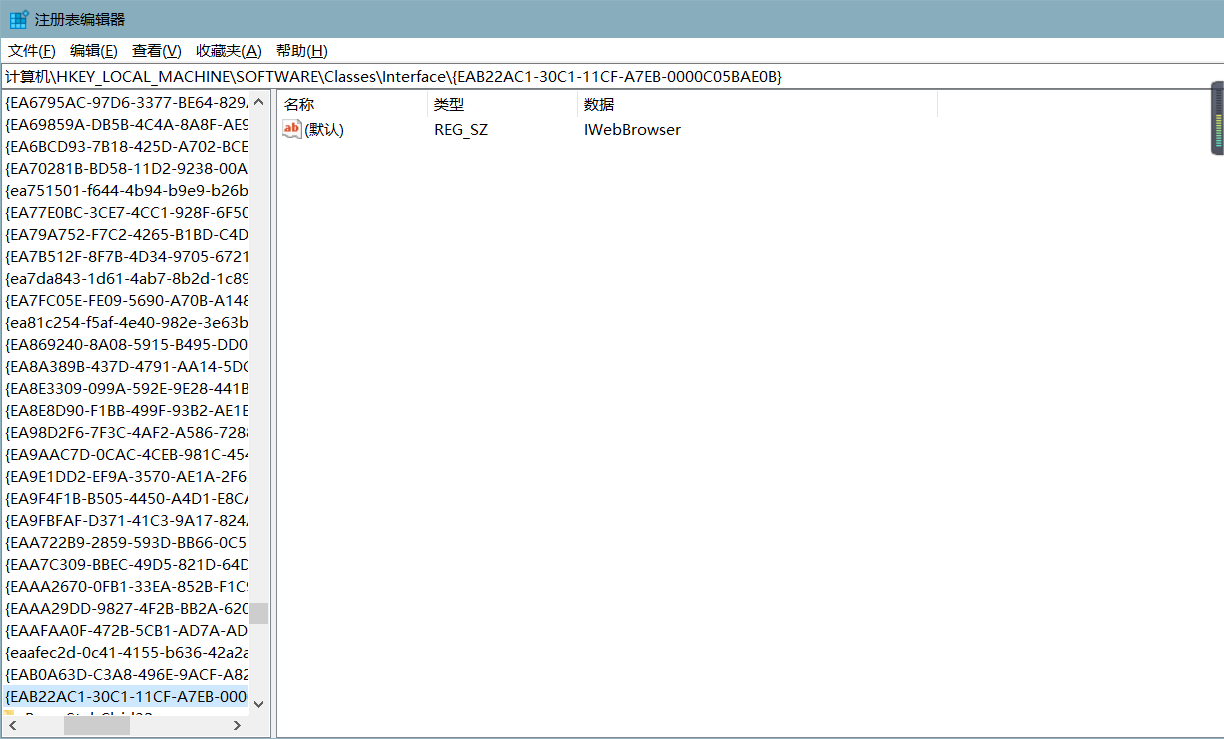 注册表编辑器
文件(F) 编辑(E) 查看(V) 收藏夹(A) 帮助(H)
计算机\HKEY_LOCAL_MACHINE\SOFTWARE\Classes\Interface\{EAB22AC1-30C1-11CF-A7EB-0000C05BAE0B}
名称 类型 数据
(默认) REG_SZ IWebBrowser
{EA6795AC-97D6-3377-BE64-829
{EA69859A-DB5B-4C4A-8A8F-AE9
{EA6BCD93-7B18-425D-A702-BCE
{EA70281B-BD58-11D2-9238-00A
{ea751501-f644-4b94-b9e9-b26b
{EA77E0BC-3CE7-4CC1-928F-6F50
{EA79A752-F7C2-4265-B1BD-C4D
{EA7B512F-8F7B-4D34-9705-6721
{ea7da843-1d61-4ab7-8b2d-1c89
{EA7FC05E-FE09-5690-A70B-A148
{ea81c254-f5af-4e40-982e-3e63b
{EA869240-8A08-5915-B495-DD0
{EA8A389B-437D-4791-AA14-5DC
{EA8E3309-099A-592E-9E28-441B
{EA8E8D90-F1BB-499F-93B2-AE1E
{EA98D2F6-7F3C-4AF2-A586-728
{EA9AAC7D-0CAC-4CEB-981C-454
{EA9E1DD2-EF9A-3570-AE1A-2F6
{EA9F4F1B-B505-4450-A4D1-E8CA
{EA9FBFAF-D371-41C3-9A17-824
{EAA722B9-2859-593D-BB66-0C5
{EAA7C309-BBEC-49D5-821D-64D
{EAAA2670-0FB1-33EA-852B-F1C9
{EAAA29DD-9827-4F2B-BB2A-620
{EAAFAA0F-472B-5CB1-AD7A-AD
{eaafec2d-0c41-4155-b636-42a2a
{EAB0A63D-C3A8-496E-9ACF-A82
{EAB22AC1-30C1-11CF-A7EB-000